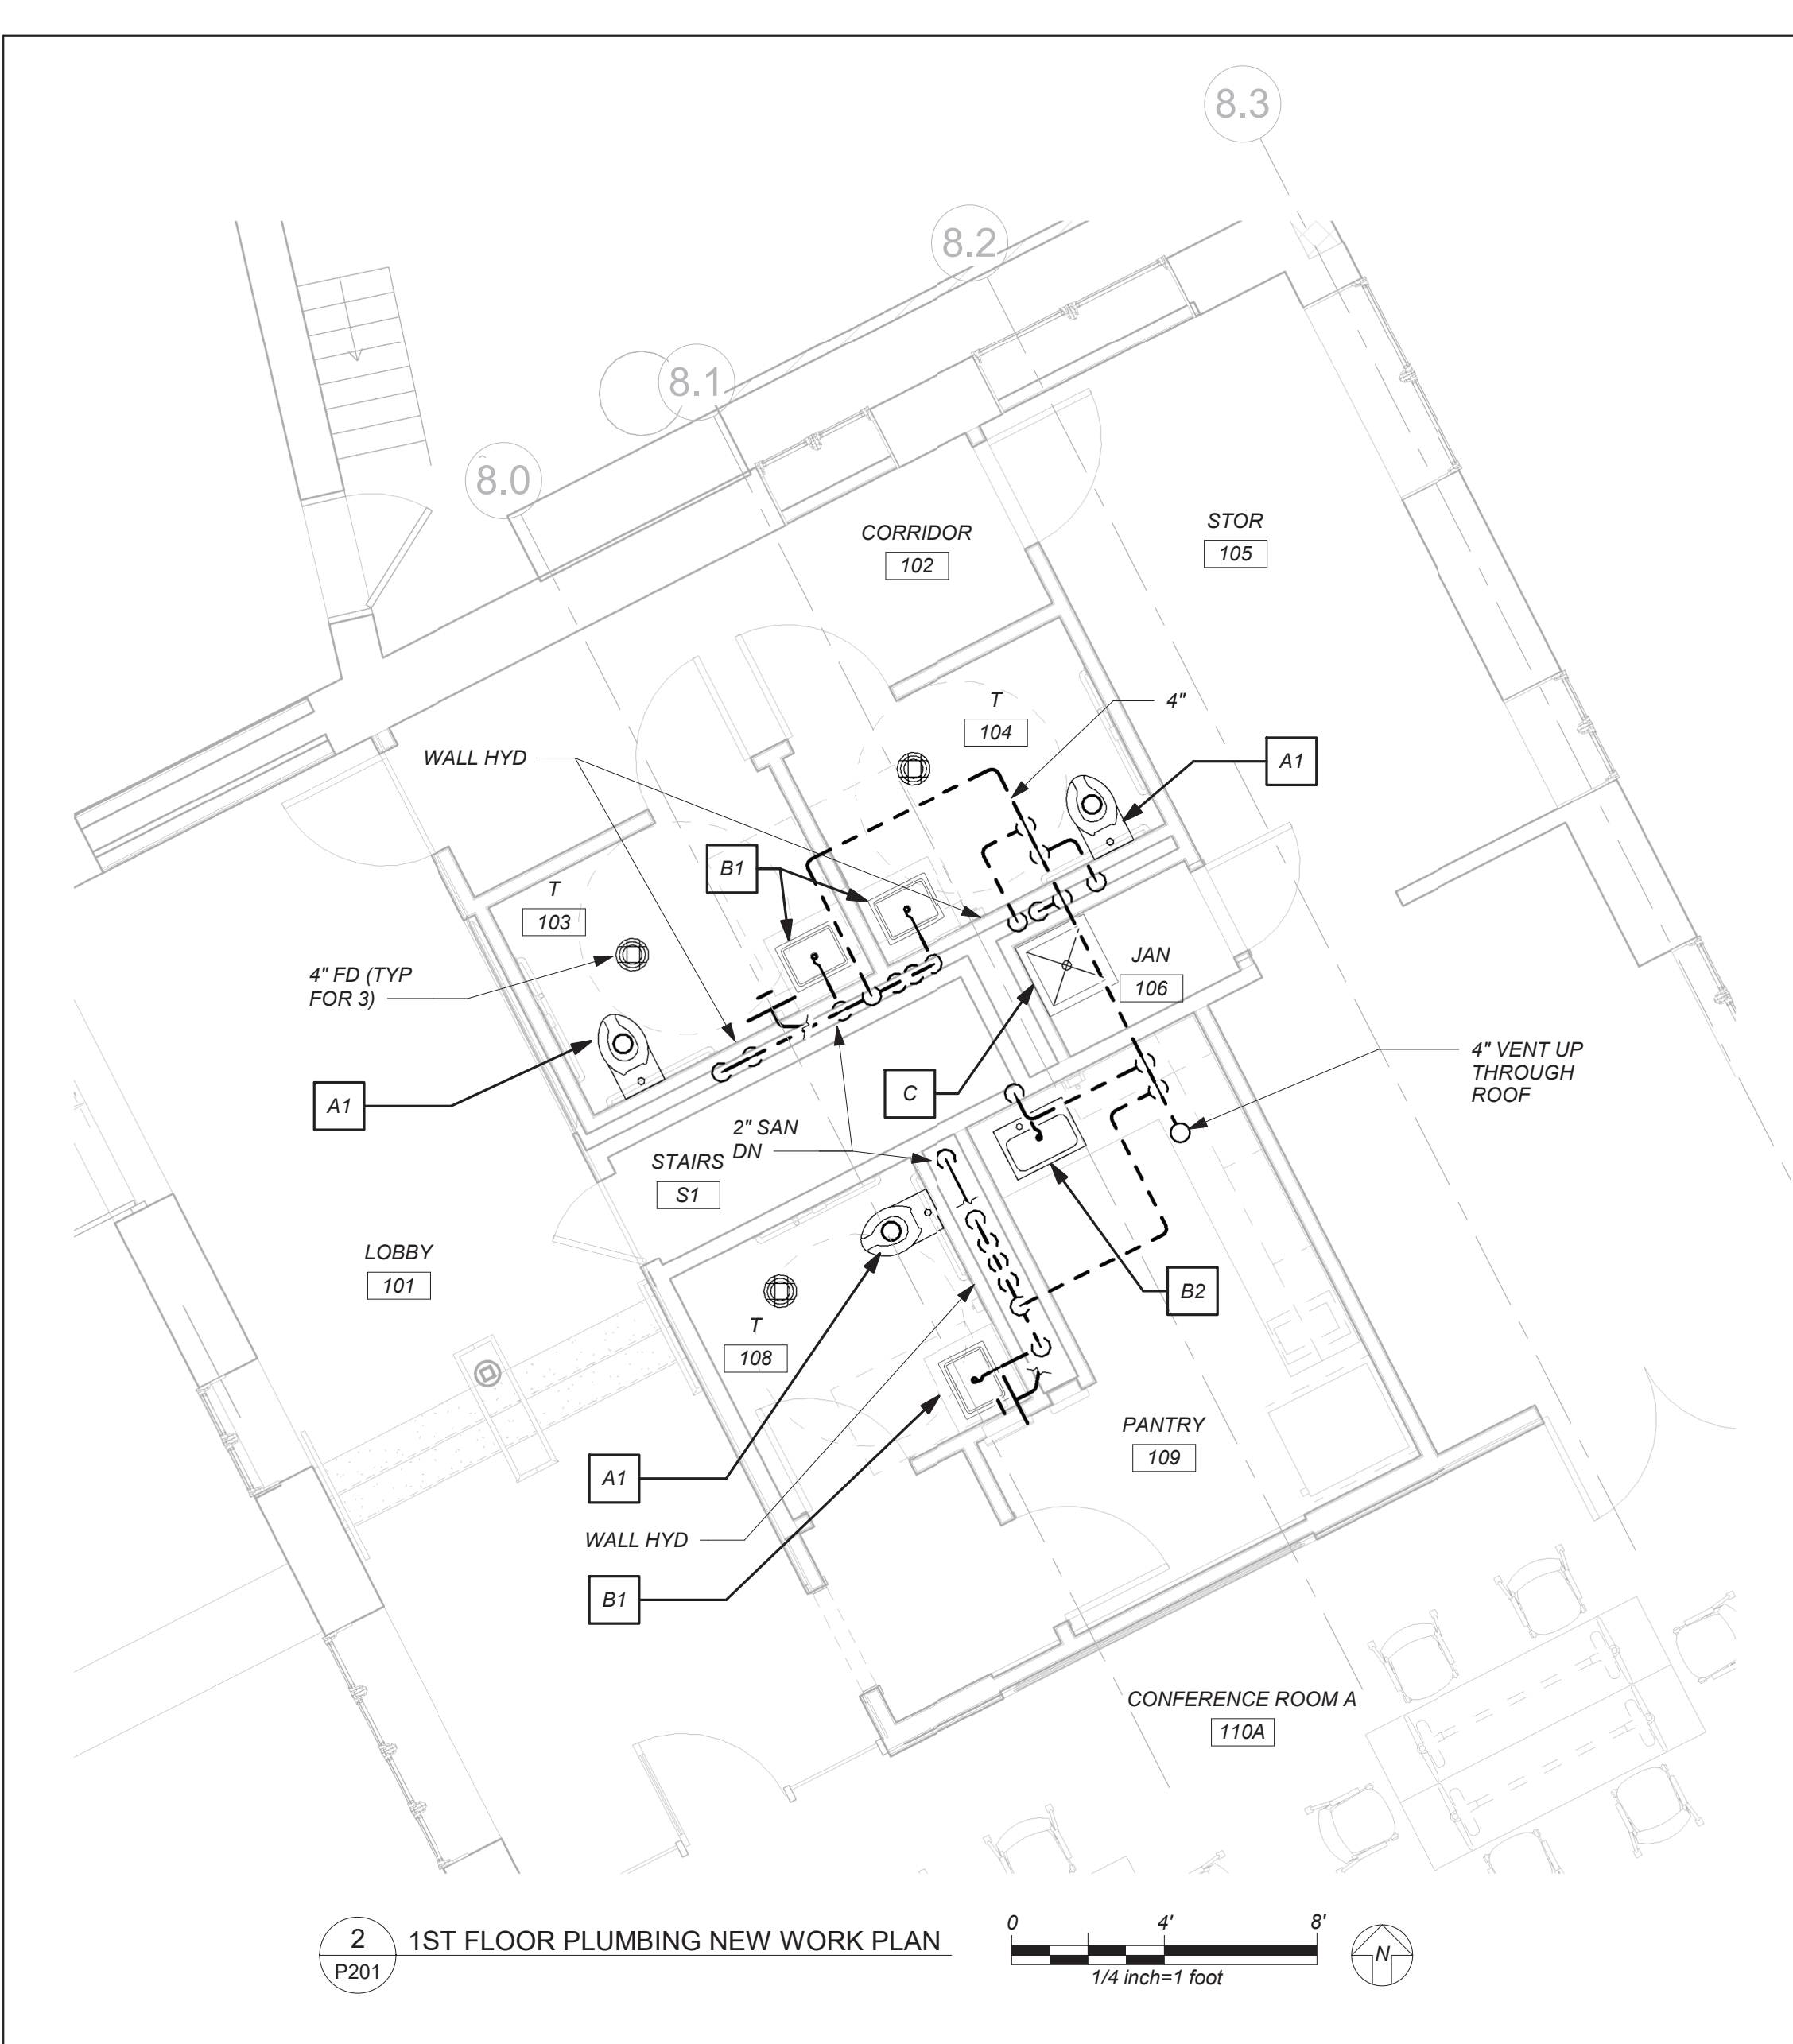 8.3
8.2
8.1
8.0
CORRIDOR
102
STOR
105
T
104
4"
WALL HYD
A1
B1
T
103
4" FD (TYP
FOR 3)
JAN
106
A1
C
4" VENT UP
THROUGH
ROOF
2" SAN
DN
STAIRS
S1
LOBBY
101
B2
T
108
PANTRY
109
A1
WALL HYD
B1
CONFERENCE ROOM A
110A
2
P201
1ST FLOOR PLUMBING NEW WORK PLAN
0 4' 8'
1/4 inch=1 foot
N